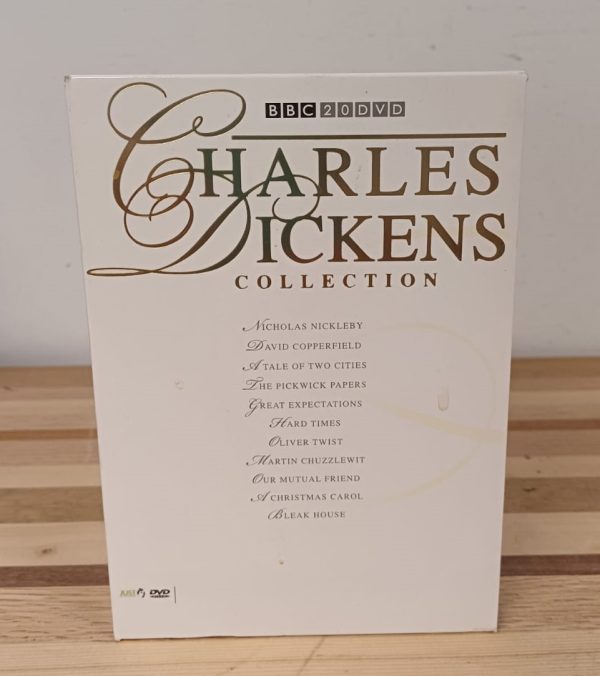 BBC 20DVD
CHARLES
DICKENS
COLLECTION
NICHOLAS NICKLEBY
DAVID COPPERFIELD
A TALE OF TWO CITIES
THE PICKWICK PAPERS
GREAT EXPECTATIONS
HARD TIMES
OLIVER TWIST
MARTIN CHUZZLEWIT
OUR MUTUAL FRIEND
A CHRISTMAS CAROL
BLEAK HOUSE
DVD